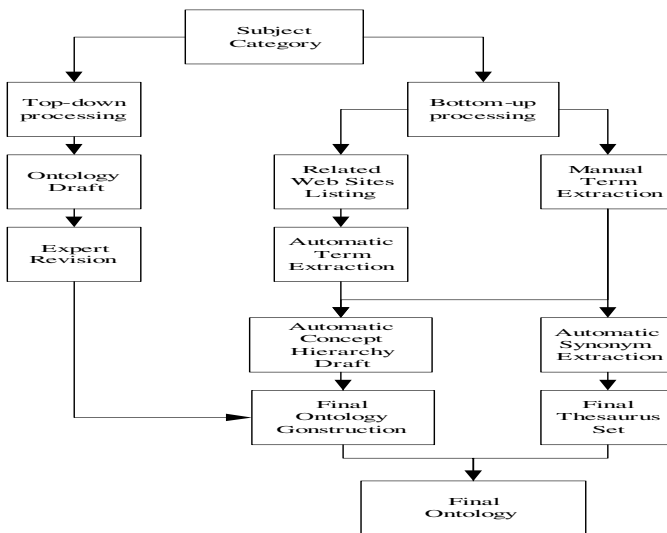 Subject
Category
Top-down
processing
Bottom-up
processing
Ontology
Draft
Related
Web Sites
Listing
Manual
Term
Extraction
Expert
Revision
Automatic
Term
Extraction
Automatic
Concept
Hierarchy
Draft
Automatic
Synonym
Extraction
Final
Ontology
Gonstruction
Final
Thesaurus
Set
Final
Ontology